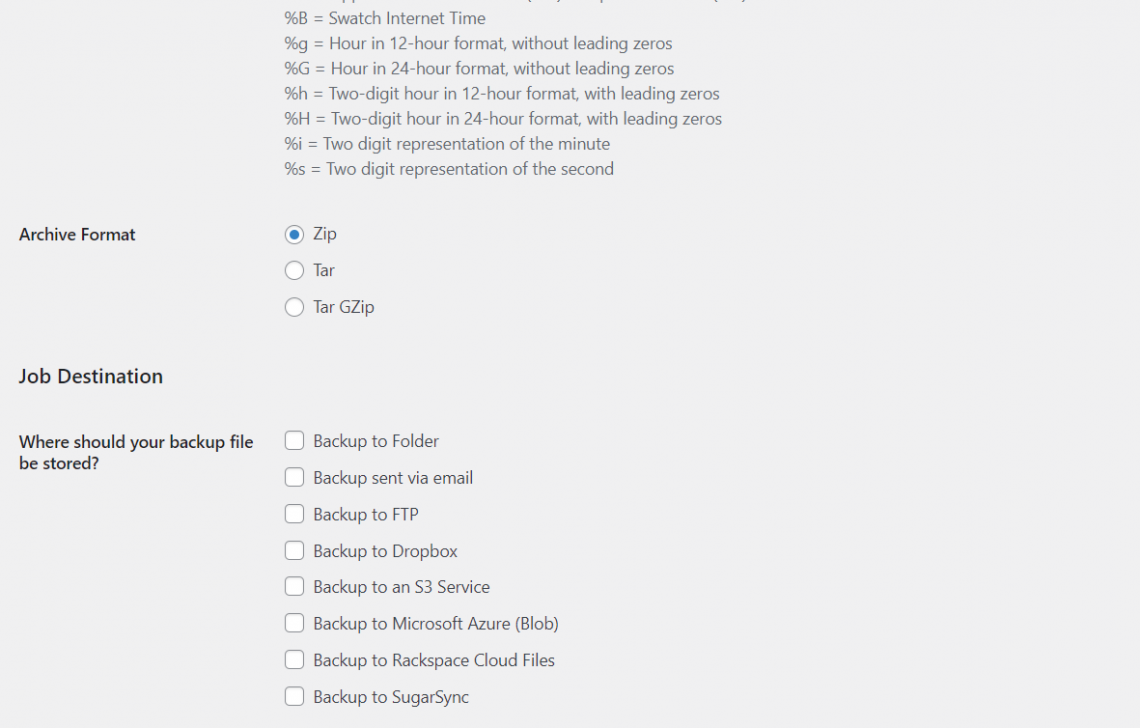 %B = Swatch Internet Time
%g = Hour in 12-hour format, without leading zeros
%G = Hour in 24-hour format, without leading zeros
%h = Two-digit hour in 12-hour format, with leading zeros
%H = Two-digit hour in 24-hour format, with leading zeros
%i = Two digit representation of the minute
%s = Two digit representation of the second
Archive Format
Zip
Tar
Tar GZip
Job Destination
Where should your backup file
be stored?
Backup to Folder
Backup sent via email
Backup to FTP
Backup to Dropbox
Backup to an S3 Service
Backup to Microsoft Azure (Blob)
Backup to Rackspace Cloud Files
Backup to SugarSync